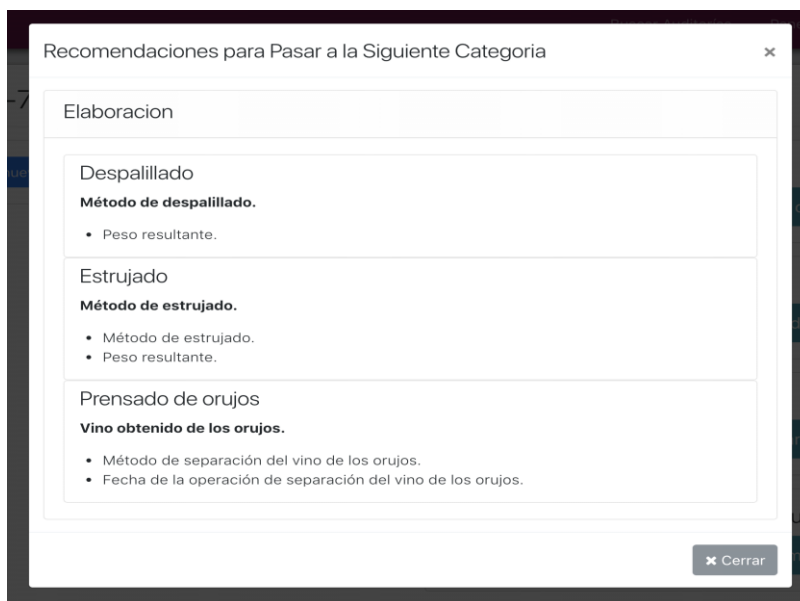 Recomendaciones para Pasar a la Siguiente Categoria
×
Elaboracion
Despalillado
Método de despalillado.
• Peso resultante.
Estrujado
Método de estrujado.
• Método de estrujado.
• Peso resultante.
Prensado de orujos
Vino obtenido de los orujos.
• Método de separación del vino de los orujos.
• Fecha de la operación de separación del vino de los orujos.
× Cerrar